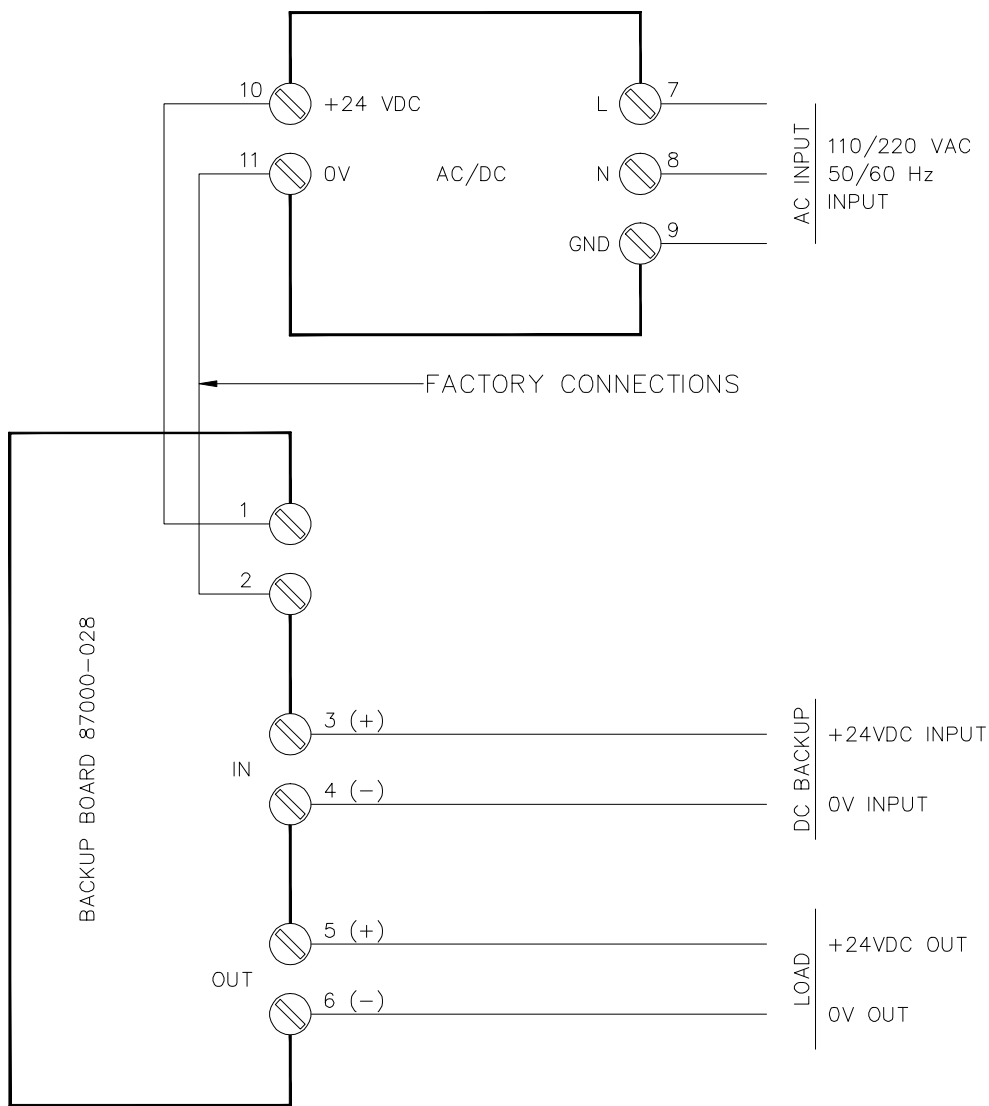 10
+24 VDC
L
7
11
0V
AC/DC
N
8
GND
9
AC INPUT
110/220 VAC
50/60 Hz
INPUT
FACTORY CONNECTIONS
1
2
BACKUP BOARD 87000-028
3 (+)
IN
4 (-)
DC BACKUP
+24VDC INPUT
0V INPUT
5 (+)
OUT
6 (-)
LOAD
+24VDC OUT
0V OUT